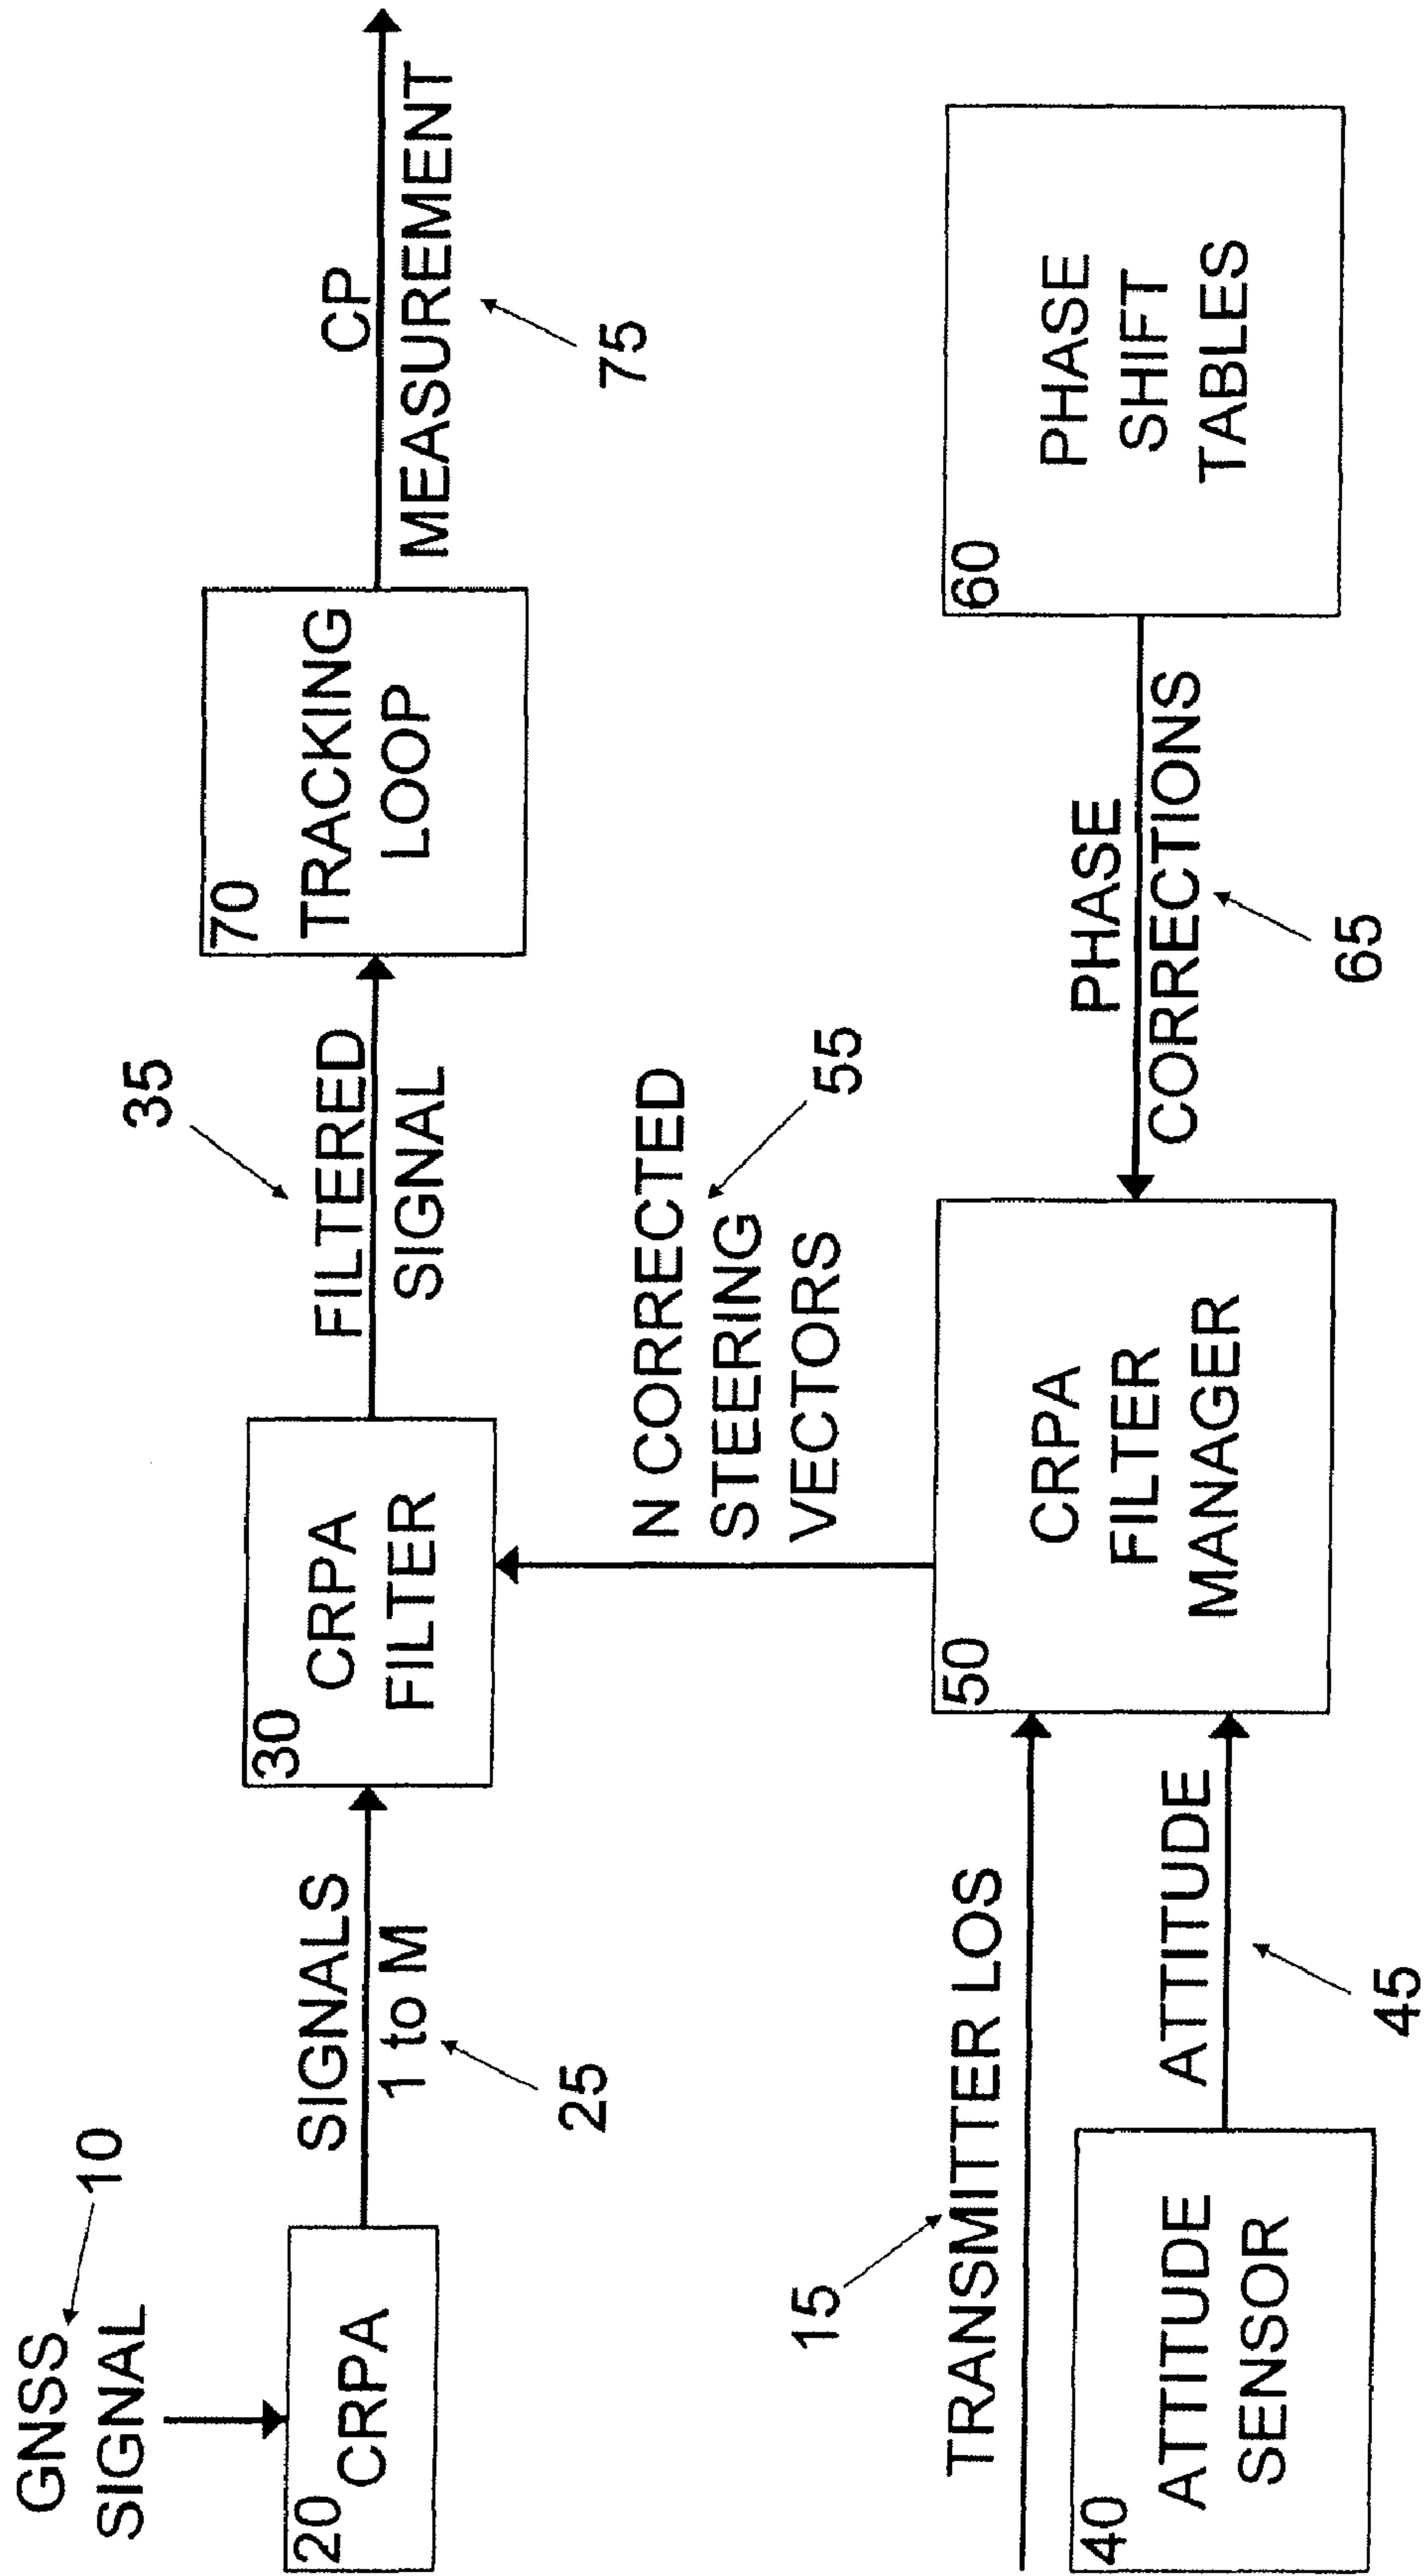 GNSS
SIGNAL
10
20
CRPA
SIGNALS
1 to M
25
30
CRPA
FILTER
35
FILTERED
SIGNAL
70
TRACKING
LOOP
CP
MEASUREMENT
75
N CORRECTED
STEERING
VECTORS
55
15
TRANSMITTER LOS
40
ATTITUDE
SENSOR
ATTITUDE
45
50
CRPA
FILTER
MANAGER
PHASE
CORRECTIONS
65
60
PHASE
SHIFT
TABLES